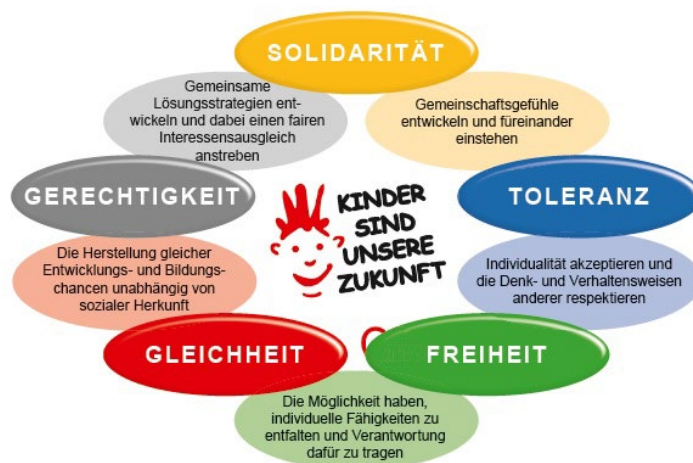 SOLIDARITÄT
Gemeinsame
Lösungsstrategien ent-
wickeln und dabei einen fairen
Interessensausgleich
anstreben
Gemeinschaftsgefühle
entwickeln und füreinander
einstehen
GERECHTIGKEIT
KINDER
SIND
UNSERE
ZUKUNFT
TOLERANZ
Die Herstellung gleicher
Entwicklungs- und Bildungs-
chancen unabhängig von
sozialer Herkunft
Individualität akzeptieren und
die Denk- und Verhaltensweisen
anderer respektieren
GLEICHHEIT
FREIHEIT
Die Möglichkeit haben,
individuelle Fähigkeiten zu
entfalten und Verantwortung
dafür zu tragen